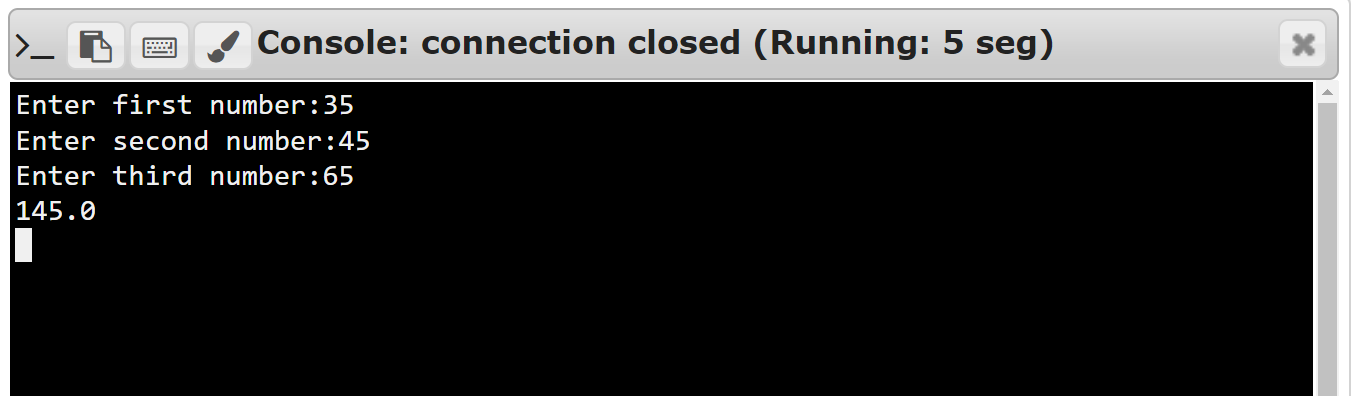 >_ Console: connection closed (Running: 5 seg)
Enter first number:35
Enter second number:45
Enter third number:65
145.0